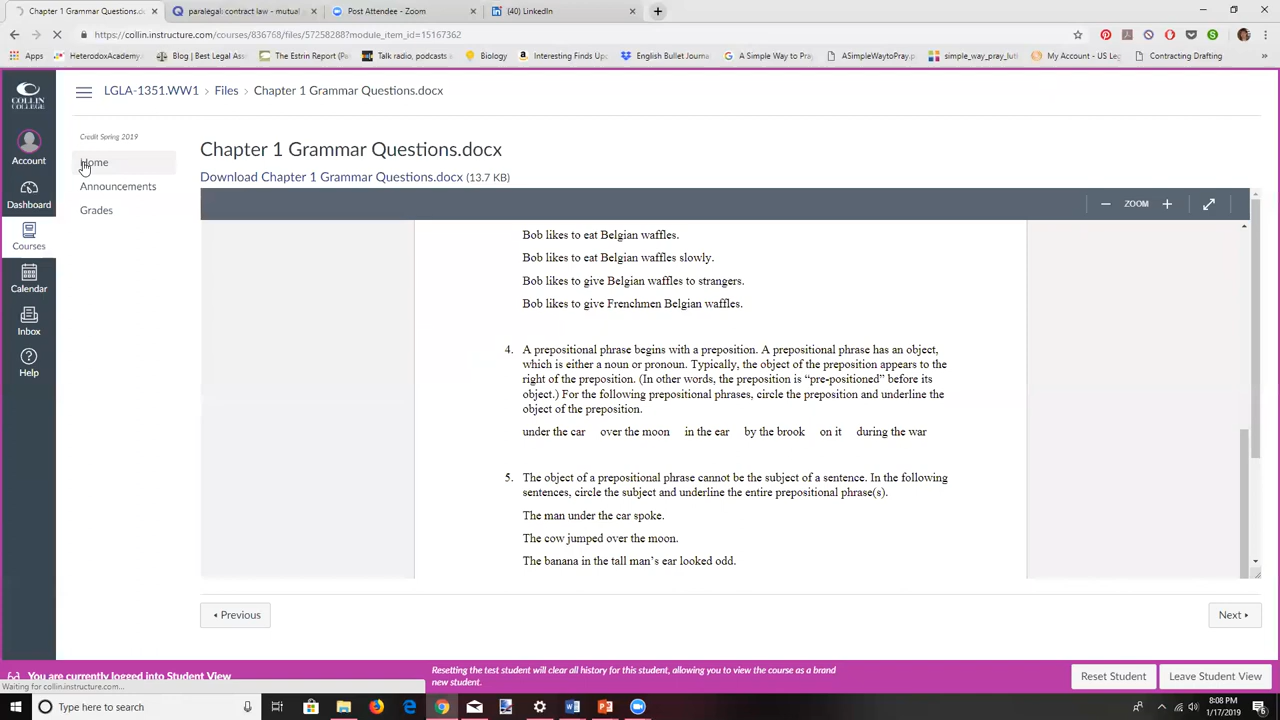 Chapter 1 Grammar Questions.c
paralegal contract law - mutual
Post Attendee - Zoom
(40) LinkedIn
https://collin.instructure.com/courses/836768/files/57258288?module_item_id=15167362
Apps
HeterodoxAcademy
Blog | Best Legal Ass
The Estrin Report (Pe
Talk radio, podcasts
Biology
Interesting Finds Up
English Bullet Journa
A Simple Way to Pray
ASimpleWaytoPray.p
simple_way_pray_lut
My Account - US Leg
Contracting Drafting
COLLIN COLLEGE
LGLA-1351.WW1 › Files › Chapter 1 Grammar Questions.docx
Credit Spring 2019
Home
Announcements
Grades
Account
Dashboard
Courses
Calendar
Inbox
Help
Chapter 1 Grammar Questions.docx
Download Chapter 1 Grammar Questions.docx (13.7 KB)
ZOOM
Bob likes to eat Belgian waffles.
Bob likes to eat Belgian waffles slowly.
Bob likes to give Belgian waffles to strangers.
Bob likes to give Frenchmen Belgian waffles.
4. A prepositional phrase begins with a preposition. A prepositional phrase has an object,
which is either a noun or pronoun. Typically, the object of the preposition appears to the
right of the preposition. (In other words, the preposition is “pre-positioned” before its
object.) For the following prepositional phrases, circle the preposition and underline the
object of the preposition.
under the car over the moon in the ear by the brook on it during the war
5. The object of a prepositional phrase cannot be the subject of a sentence. In the following
sentences, circle the subject and underline the entire prepositional phrase(s).
The man under the car spoke.
The cow jumped over the moon.
The banana in the tall man’s ear looked odd.
Previous
Next
You are currently logged into Student View
Resetting the test student will clear all history for this student, allowing you to view the course as a brand
new student.
Reset Student
Leave Student View
Waiting for collin.instructure.com...
Type here to search
8:08 PM
1/17/2019